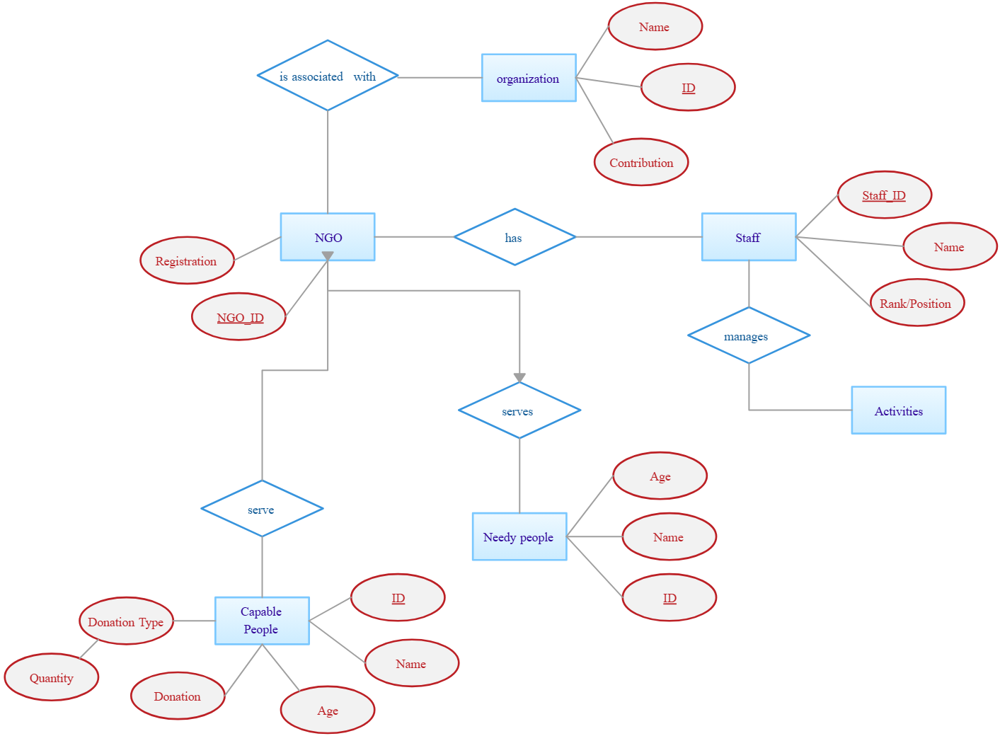 Name
is associated with
organization
ID
Contribution
Staff_ID
NGO
has
Staff
Name
Registration
Rank/Position
NGO_ID
manages
serves
Activities
Age
serve
Needy people
Name
ID
ID
Capable
People
Donation Type
Name
Quantity
Donation
Age